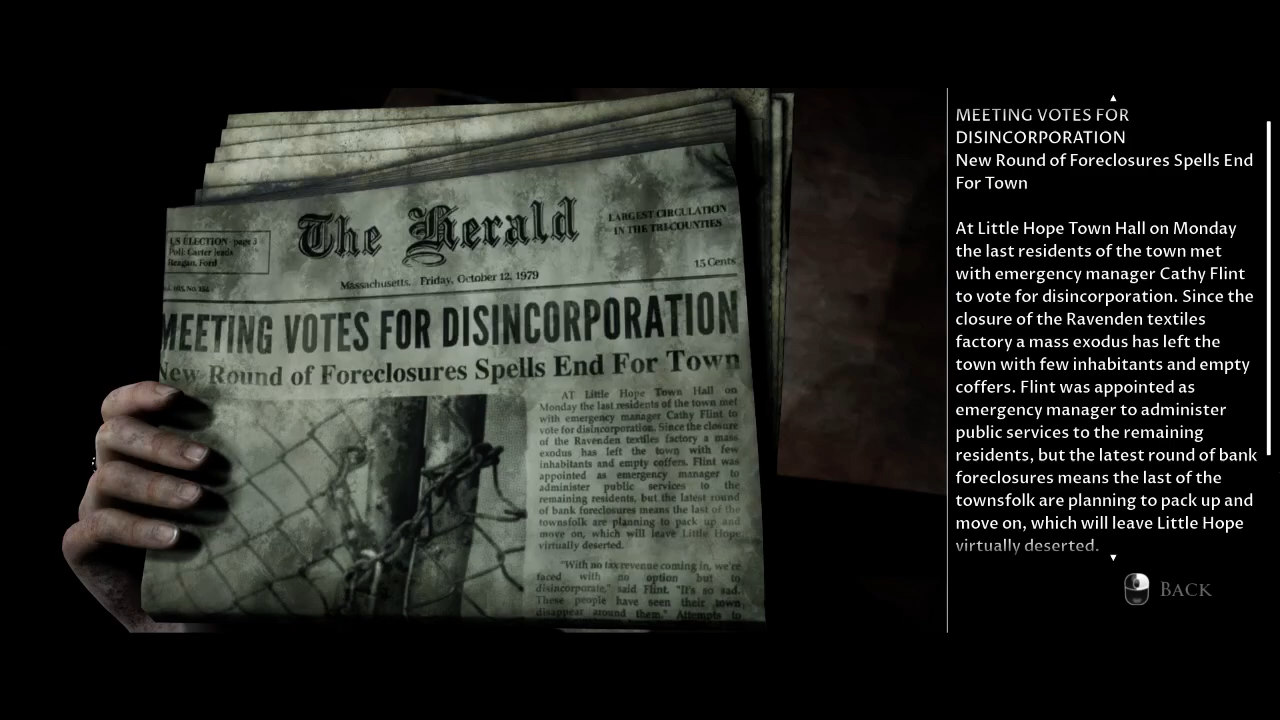 US ELECTION - page 3
Poll: Carter leads
Reagan, Ford
The Herald
LARGEST CIRCULATION
IN THE TRI-COUNTIES
15 Cents
Massachusetts, Friday, October 12, 1979
MEETING VOTES FOR DISINCORPORATION
New Round of Foreclosures Spells End For Town
AT Little Hope Town Hall on
Monday the last residents of the town met
with emergency manager Cathy Flint to
vote for disincorporation. Since the closure
of the Ravenden textiles factory a mass
exodus has left the town with few
inhabitants and empty coffers. Flint was
appointed as emergency manager to
administer public services to the
remaining residents, but the latest round
of bank foreclosures means the last of the
townsfolk are planning to pack up and
move on, which will leave Little Hope
virtually deserted.
"With no tax revenue coming in, we're
faced with no option but to
disincorporate," said Flint. "It's so sad.
These people have seen their town
disappear around them." Attempts to
MEETING VOTES FOR
DISINCORPORATION
New Round of Foreclosures Spells End
For Town
At Little Hope Town Hall on Monday
the last residents of the town met
with emergency manager Cathy Flint
to vote for disincorporation. Since the
closure of the Ravenden textiles
factory a mass exodus has left the
town with few inhabitants and empty
coffers. Flint was appointed as
emergency manager to administer
public services to the remaining
residents, but the latest round of bank
foreclosures means the last of the
townsfolk are planning to pack up and
move on, which will leave Little Hope
virtually deserted.
BACK